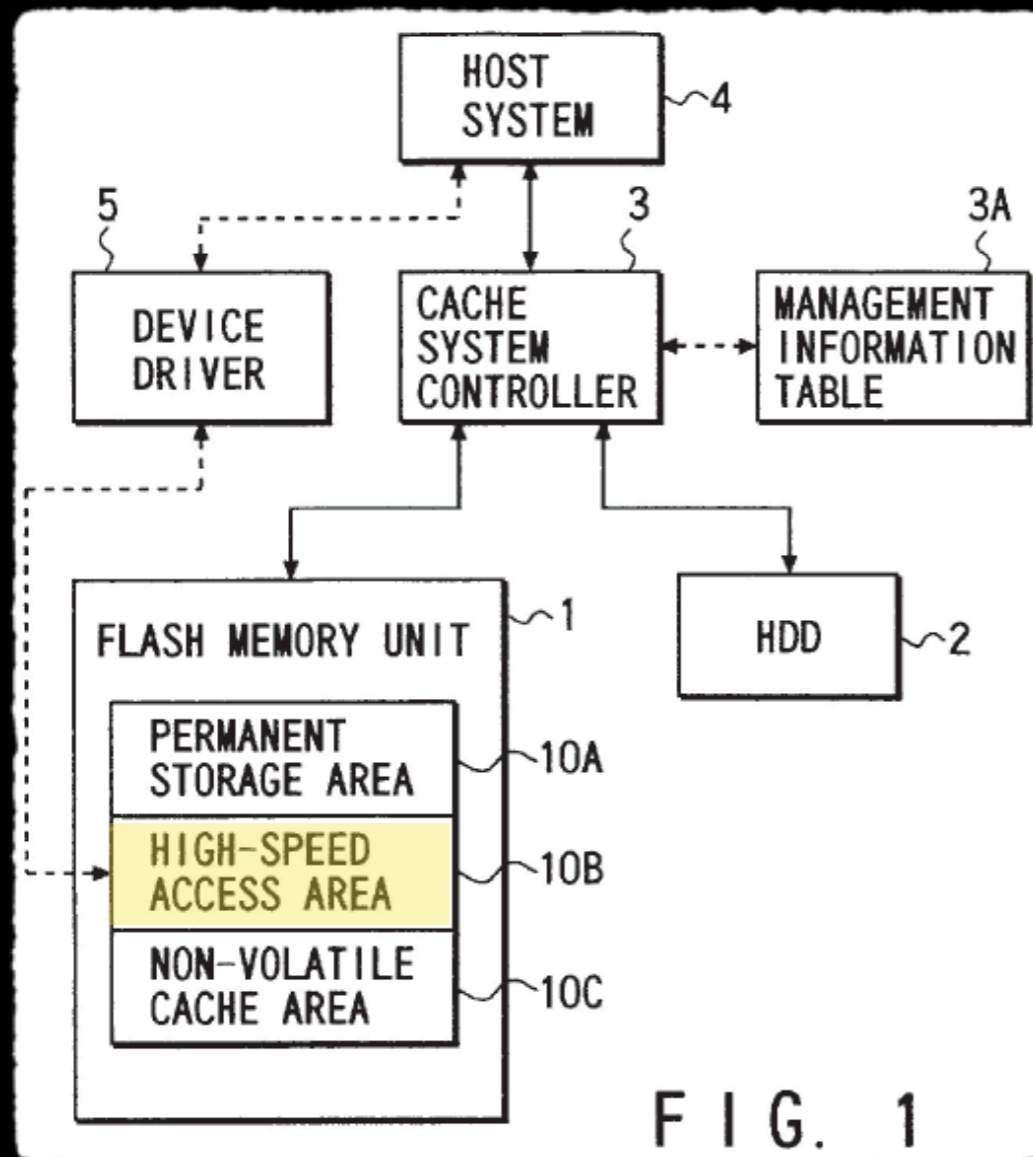 HOST
SYSTEM
4
5
3
3A
DEVICE
DRIVER
CACHE
SYSTEM
CONTROLLER
MANAGEMENT
INFORMATION
TABLE
1
FLASH MEMORY UNIT
HDD
2
PERMANENT
STORAGE AREA
10A
HIGH-SPEED
ACCESS AREA
10B
NON-VOLATILE
CACHE AREA
10C
FIG. 1